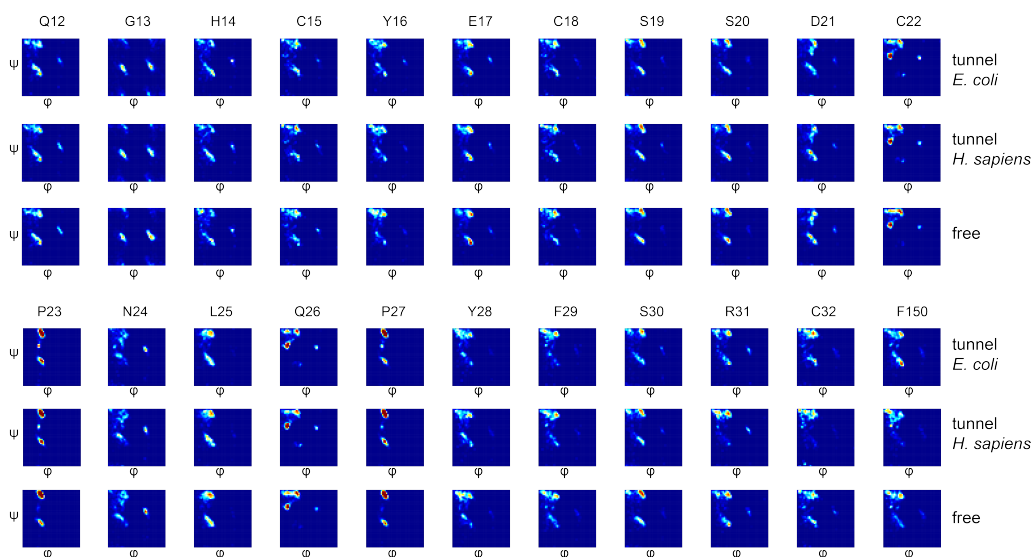 Q12 G13 H14 C15 Y16 E17 C18 S19 S20 D21 C22
ψ tunnel
E. coli
φ φ φ φ φ φ φ φ φ φ φ
ψ tunnel
H. sapiens
φ φ φ φ φ φ φ φ φ φ φ
ψ free
φ φ φ φ φ φ φ φ φ φ φ
P23 N24 L25 Q26 P27 Y28 F29 S30 R31 C32 F150
ψ tunnel
E. coli
φ φ φ φ φ φ φ φ φ φ φ
ψ tunnel
H. sapiens
φ φ φ φ φ φ φ φ φ φ φ
ψ free
φ φ φ φ φ φ φ φ φ φ φ